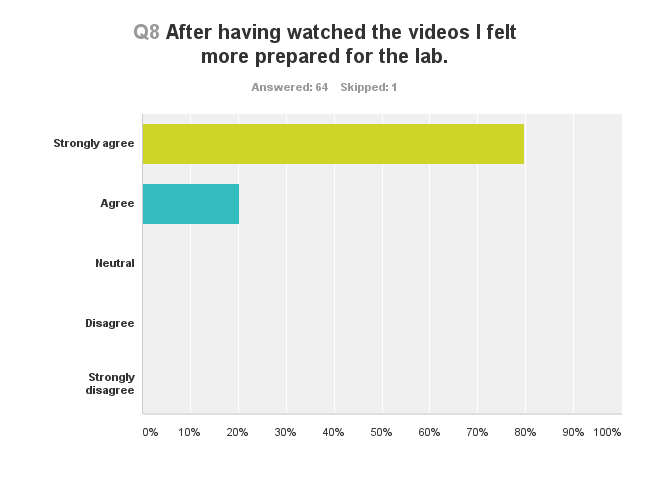 Q8 After having watched the videos I felt
more prepared for the lab.
Answered: 64 Skipped: 1
Strongly agree
Agree
Neutral
Disagree
Strongly
disagree
0% 10% 20% 30% 40% 50% 60% 70% 80% 90% 100%